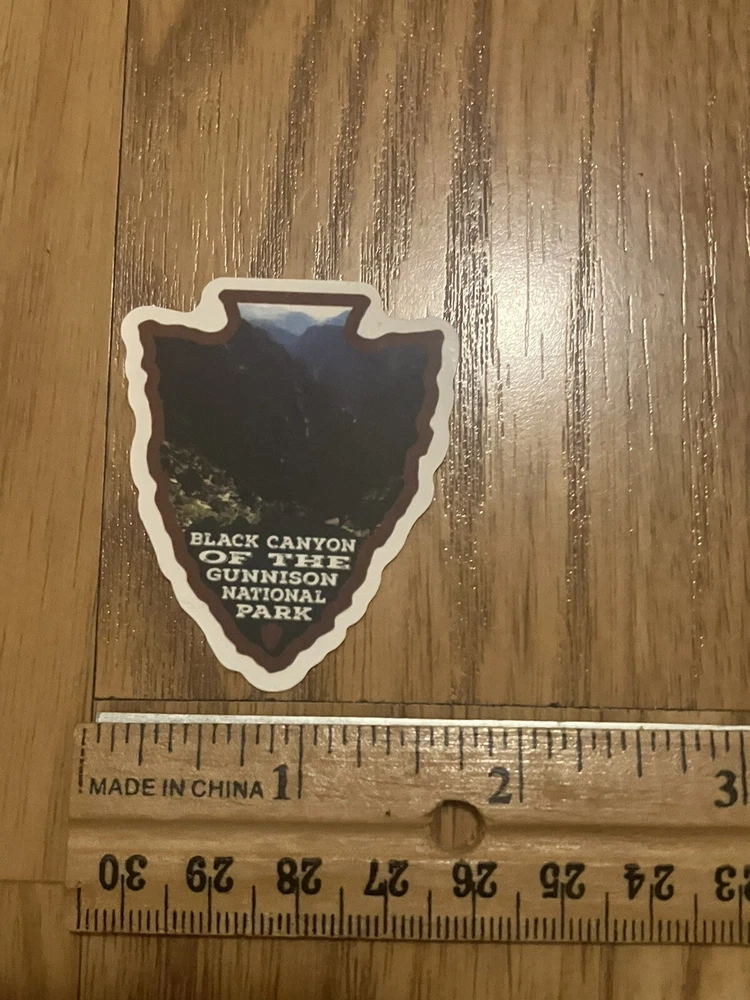 BLACK CANYON
OF THE
GUNNISON
NATIONAL
PARK
MADE IN CHINA 1 2 3
30 29 28 27 26 25 24 23